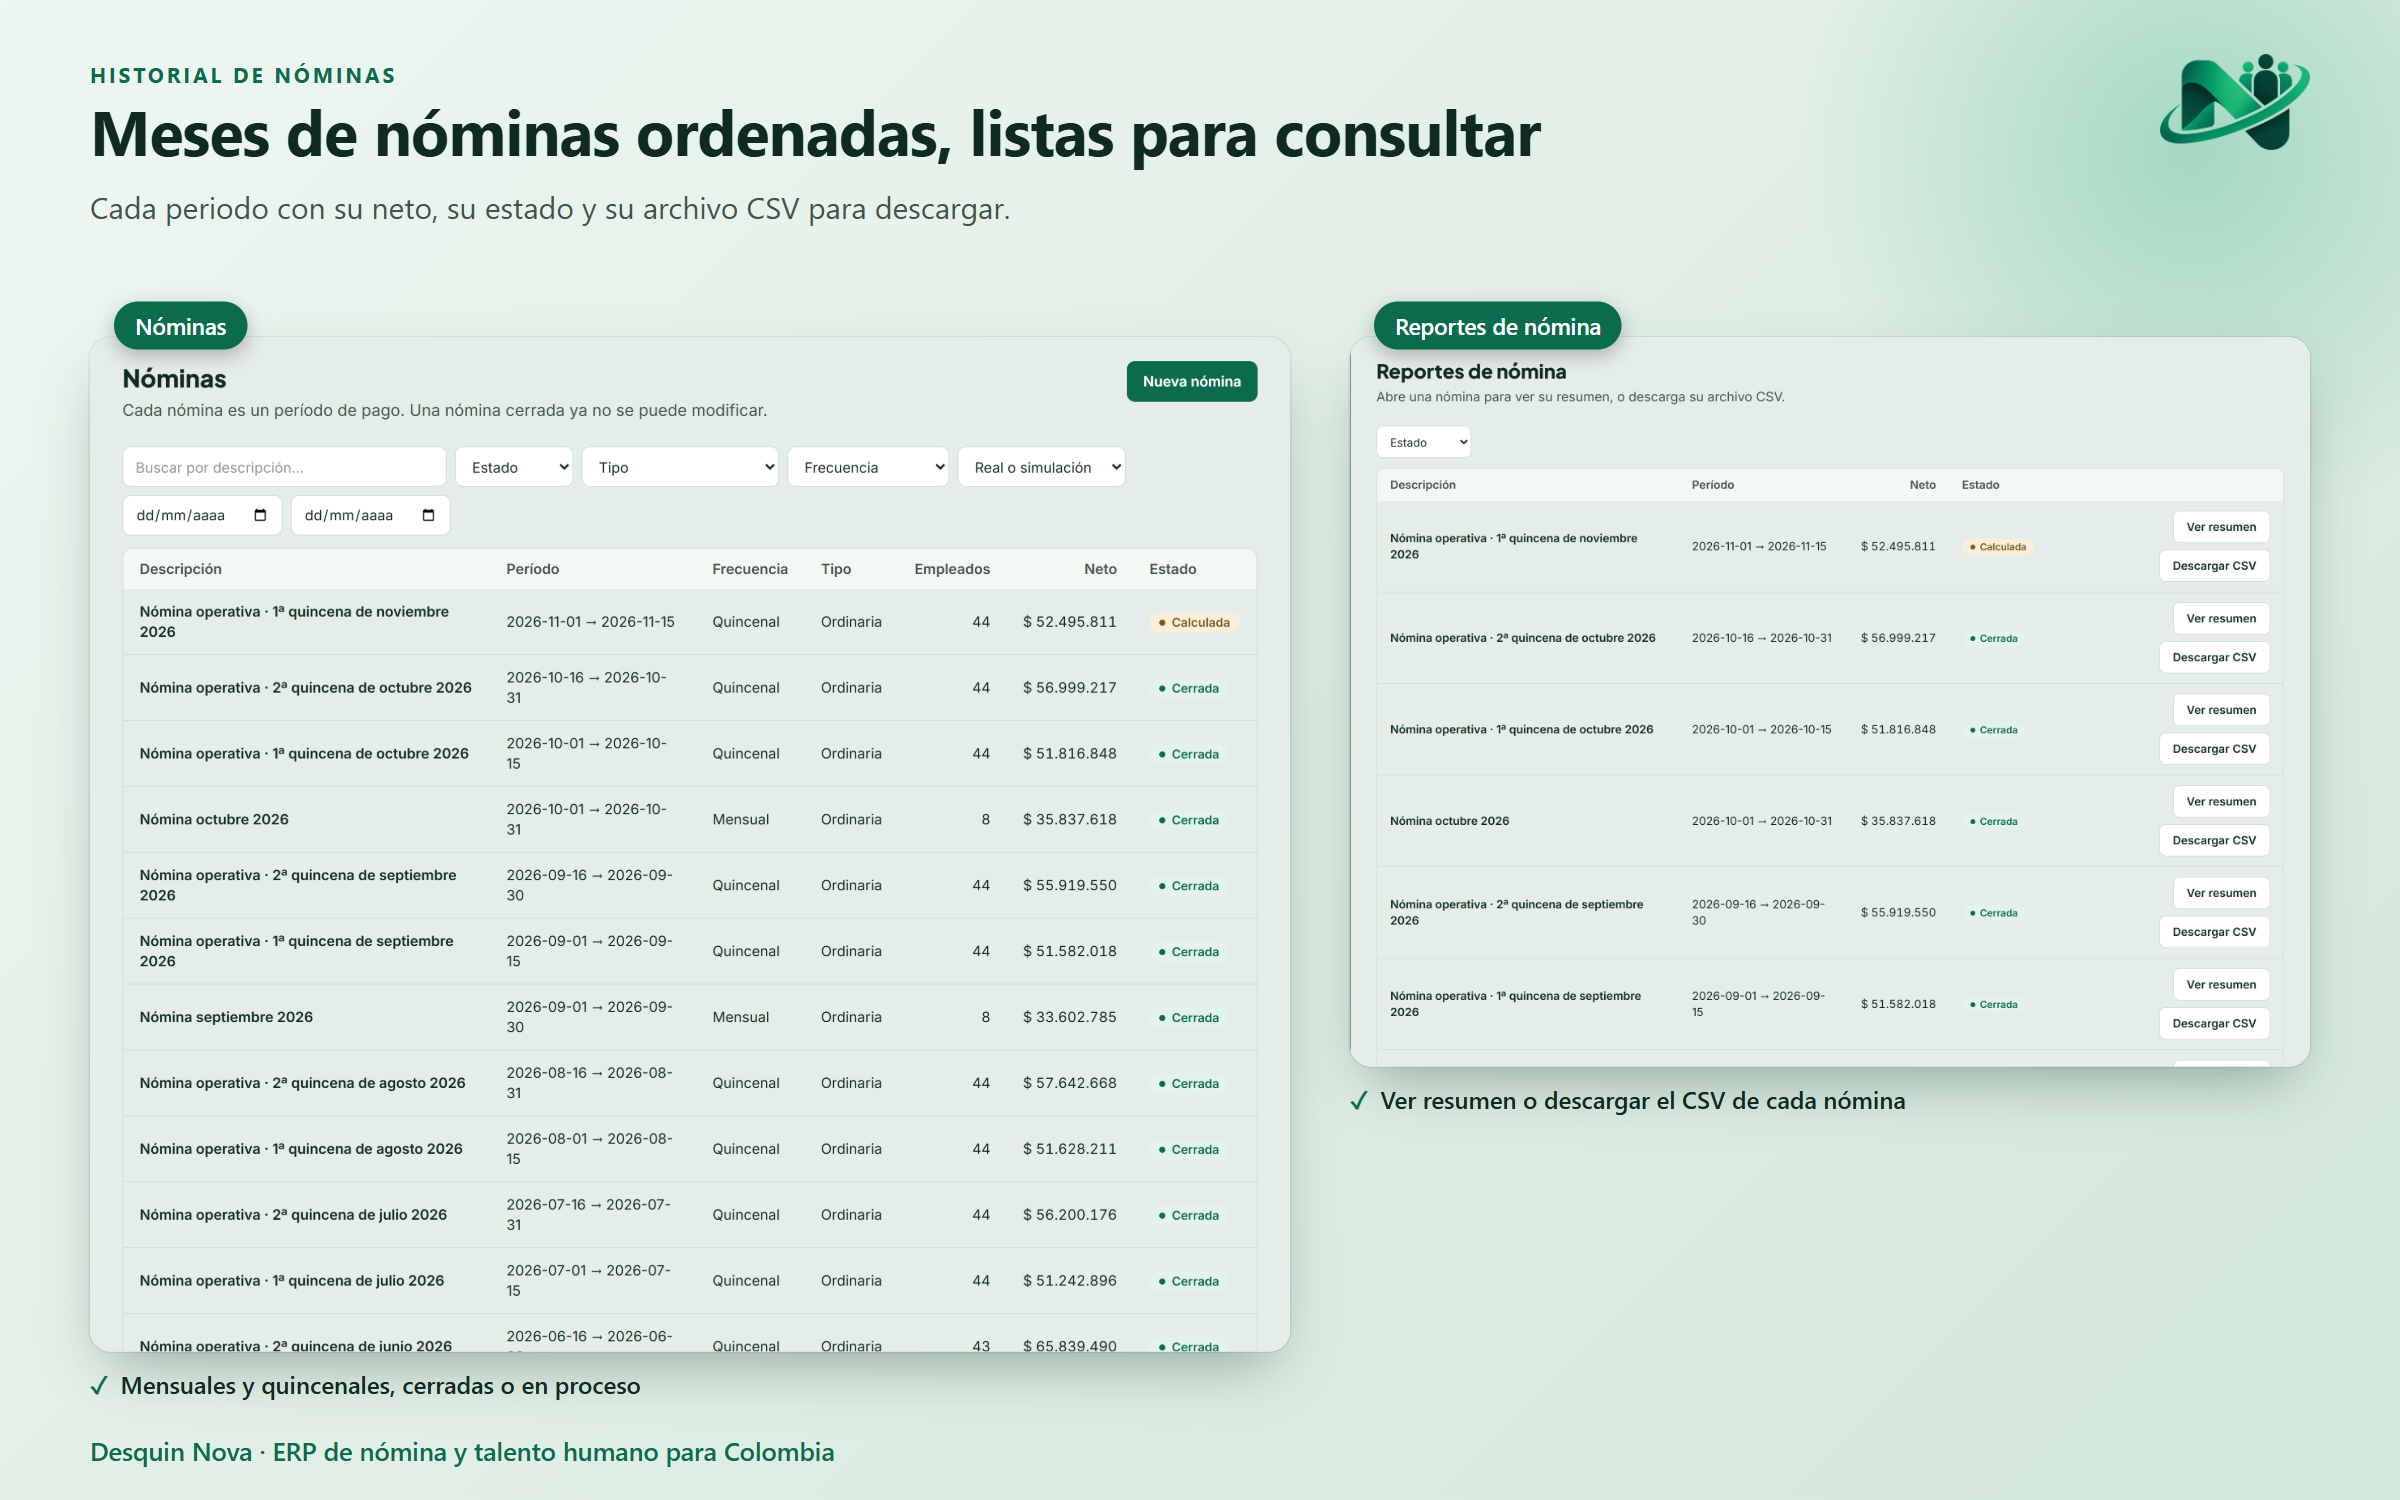 HISTORIAL DE NÓMINAS
Meses de nóminas ordenadas, listas para consultar
Cada periodo con su neto, su estado y su archivo CSV para descargar.
Nóminas
Nóminas
Nueva nómina
Cada nómina es un período de pago. Una nómina cerrada ya no se puede modificar.
Buscar por descripción... Estado Tipo Frecuencia Real o simulación
dd/mm/aaaa dd/mm/aaaa
Descripción Período Frecuencia Tipo Empleados Neto Estado
Nómina operativa · 1ª quincena de noviembre
2026
2026-11-01 → 2026-11-15 Quincenal Ordinaria 44 $ 52.495.811 Calculada
Nómina operativa · 2ª quincena de octubre 2026
2026-10-16 → 2026-10-
31
Quincenal Ordinaria 44 $ 56.999.217 Cerrada
Nómina operativa · 1ª quincena de octubre 2026
2026-10-01 → 2026-10-
15
Quincenal Ordinaria 44 $ 51.816.848 Cerrada
Nómina octubre 2026
2026-10-01 → 2026-10-
31
Mensual Ordinaria 8 $ 35.837.618 Cerrada
Nómina operativa · 2ª quincena de septiembre
2026
2026-09-16 → 2026-09-
30
Quincenal Ordinaria 44 $ 55.919.550 Cerrada
Nómina operativa · 1ª quincena de septiembre
2026
2026-09-01 → 2026-09-
15
Quincenal Ordinaria 44 $ 51.582.018 Cerrada
Nómina septiembre 2026
2026-09-01 → 2026-09-
30
Mensual Ordinaria 8 $ 33.602.785 Cerrada
Nómina operativa · 2ª quincena de agosto 2026
2026-08-16 → 2026-08-
31
Quincenal Ordinaria 44 $ 57.642.668 Cerrada
Nómina operativa · 1ª quincena de agosto 2026
2026-08-01 → 2026-08-
15
Quincenal Ordinaria 44 $ 51.628.211 Cerrada
Nómina operativa · 2ª quincena de julio 2026
2026-07-16 → 2026-07-
31
Quincenal Ordinaria 44 $ 56.200.176 Cerrada
Nómina operativa · 1ª quincena de julio 2026
2026-07-01 → 2026-07-
15
Quincenal Ordinaria 44 $ 51.242.896 Cerrada
Nómina operativa · 2ª quincena de junio 2026
2026-06-16 → 2026-06-
Quincenal Ordinaria 43 $ 65.839.490 Cerrada
✓ Mensuales y quincenales, cerradas o en proceso
Reportes de nómina
Reportes de nómina
Abre una nómina para ver su resumen, o descarga su archivo CSV.
Estado
Descripción Período Neto Estado
Nómina operativa · 1ª quincena de noviembre
2026
2026-11-01 → 2026-11-15 $ 52.495.811 Calculada
Ver resumen
Descargar CSV
Nómina operativa · 2ª quincena de octubre 2026 2026-10-16 → 2026-10-31 $ 56.999.217 Cerrada
Ver resumen
Descargar CSV
Nómina operativa · 1ª quincena de octubre 2026 2026-10-01 → 2026-10-15 $ 51.816.848 Cerrada
Ver resumen
Descargar CSV
Nómina octubre 2026 2026-10-01 → 2026-10-31 $ 35.837.618 Cerrada
Ver resumen
Descargar CSV
Nómina operativa · 2ª quincena de septiembre
2026
2026-09-16 → 2026-09-
30
$ 55.919.550 Cerrada
Ver resumen
Descargar CSV
Nómina operativa · 1ª quincena de septiembre
2026
2026-09-01 → 2026-09-
15
$ 51.582.018 Cerrada
Ver resumen
Descargar CSV
✓ Ver resumen o descargar el CSV de cada nómina
Desquin Nova · ERP de nómina y talento humano para Colombia